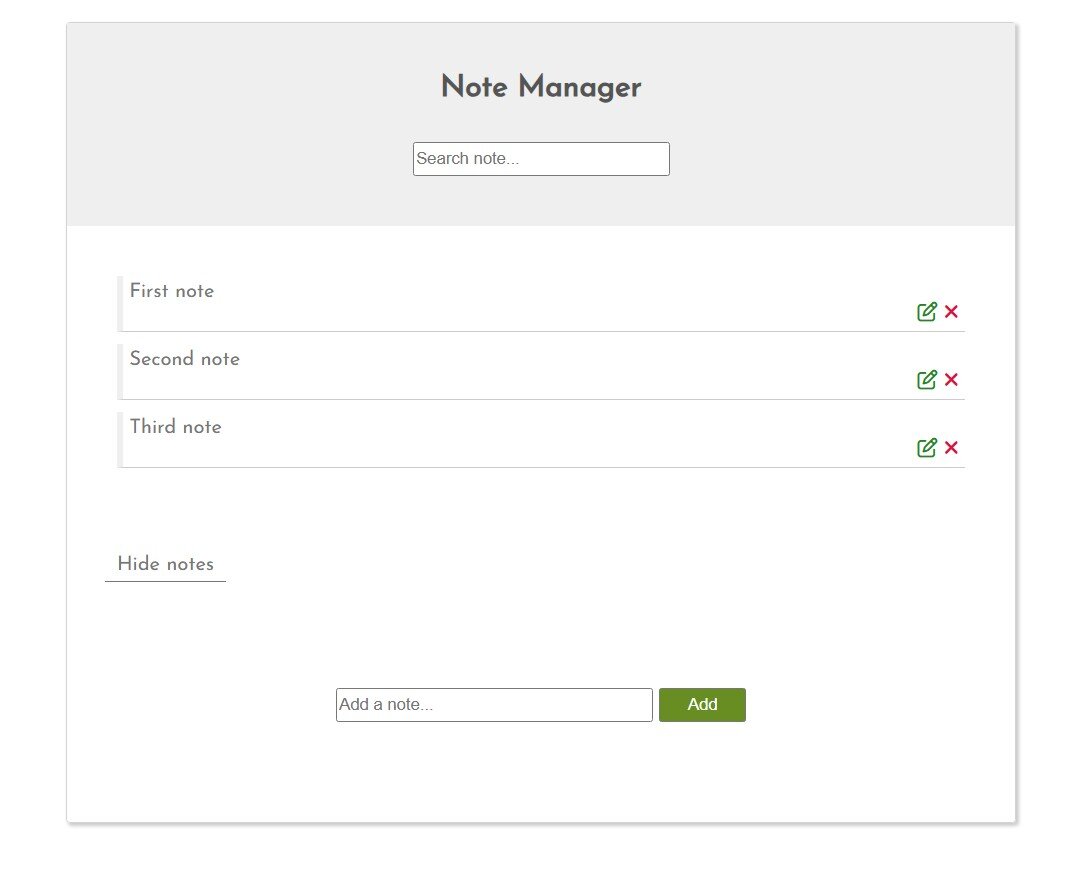 Note Manager
Search note...
First note
Second note
Third note
Hide notes
Add a note... Add